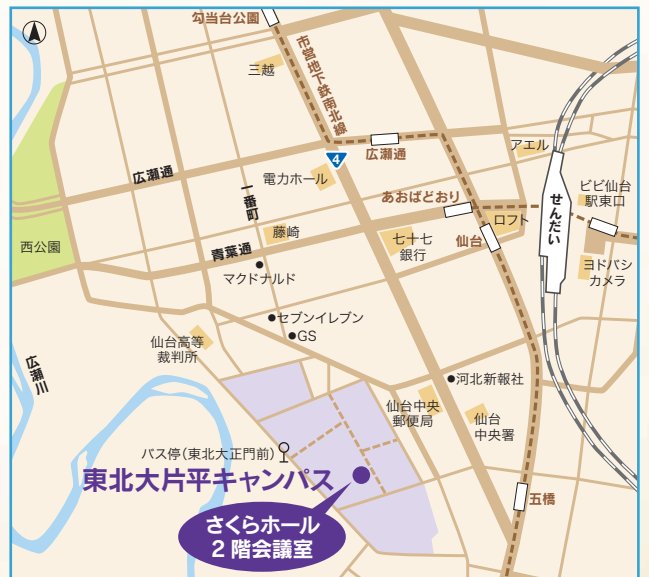 勾当台公園
市営地下鉄南北線
三越
4
広瀬通
アエル
広瀬通
電力ホール
一番町
あおばどおり
せんだい
ビビ仙台
駅東口
ロフト
西公園
藤崎
七十七
銀行
仙台
青葉通
マクドナルド
ヨドバシ
カメラ
セブンイレブン
GS
仙台高等
裁判所
広瀬川
河北新報社
仙台中央
郵便局
仙台
中央署
バス停(東北大正門前)
東北大片平キャンパス
五橋
さくらホール
2階会議室